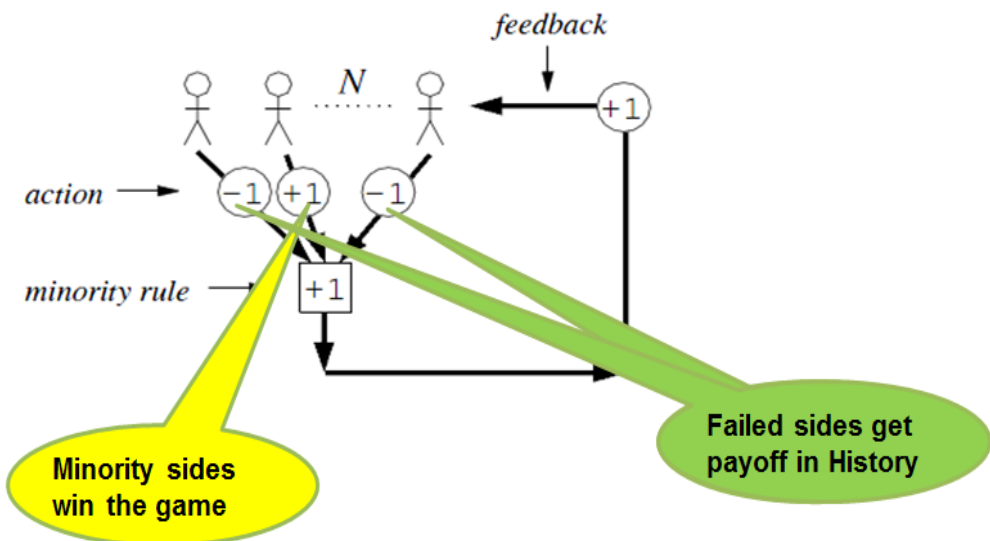 feedback
N
+1
action
-1
+1
-1
minority rule
+1
Minority sides
win the game
Failed sides get
payoff in History